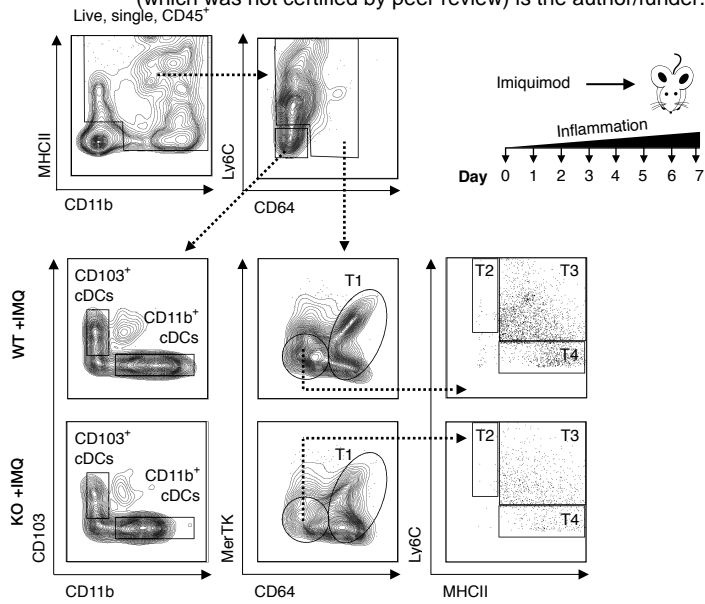 (which was not certified by peer review) is the author/funder.
Live, single, CD45+
MHCII
CD11b
Ly6C
CD64
Imiquimod
Inflammation
Day 0 1 2 3 4 5 6 7
WT +IMQ
CD103+
cDCs
CD11b+
cDCs
T1
T2
T3
T4
KO +IMQ
CD103+
cDCs
CD11b+
cDCs
T1
T2
T3
T4
CD103
CD11b
MerTK
CD64
Ly6C
MHCII